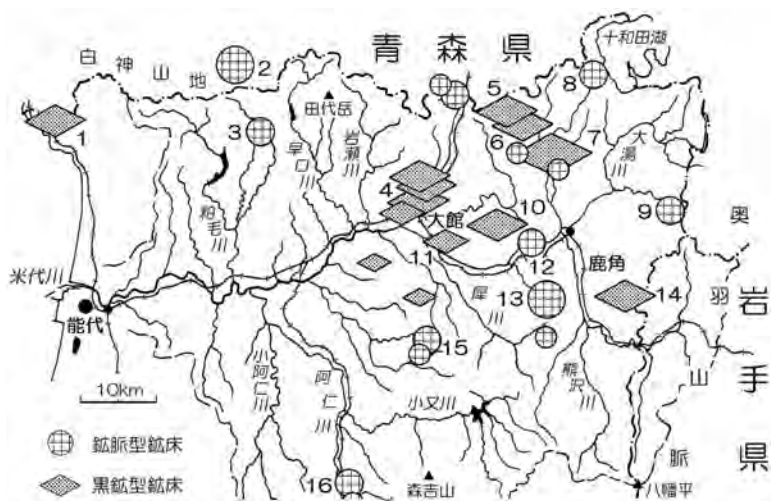 青森県
十和田湖
白神山地
2
8
田代岳
5
1
3
早口川
岩瀬川
6
7
大湯川
4
粕毛川
大館
10
9
奥羽山脈
11
12
鹿角
米代川
能代
犀川
13
14
岩手県
10km
小阿仁川
阿仁川
15
熊沢川
小又川
鉱脈型鉱床
黒鉱型鉱床
16
森吉山
八幡平